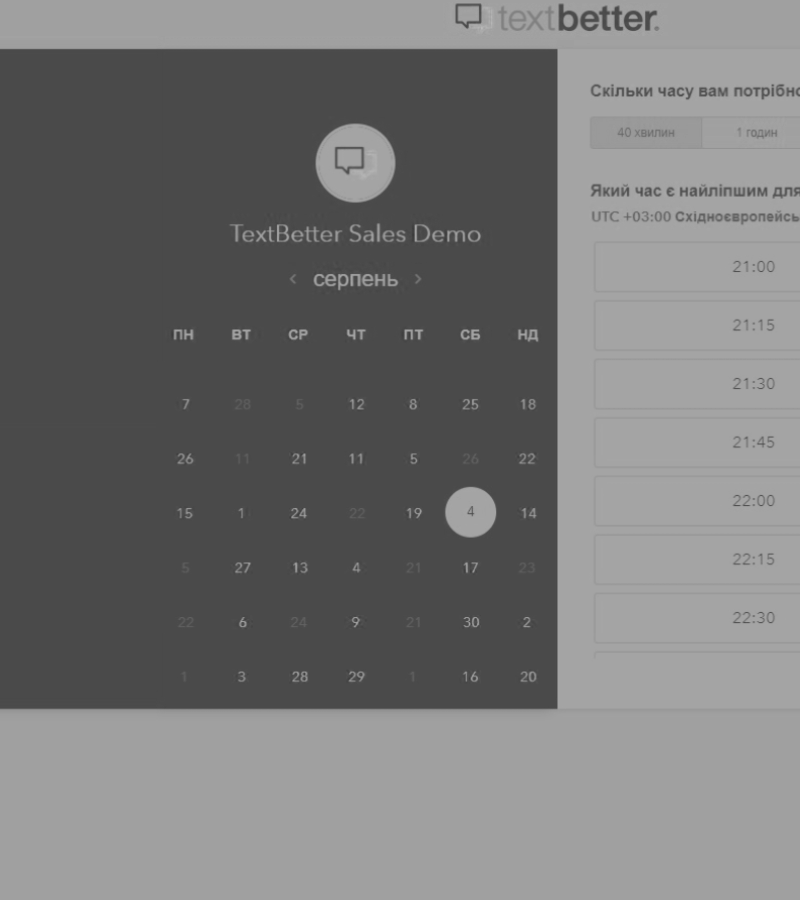 textbetter.
TextBetter Sales Demo
серпень
ПН ВТ СР ЧТ ПТ СБ НД
7 28 5 12 8 25 18
26 11 21 11 5 26 22
15 1 24 22 19 4 14
5 27 13 4 21 17 23
22 6 24 9 21 30 2
1 3 28 29 1 16 20
Скільки часу вам потрібно
40 хвилин 1 годин
Який час є найліпшим для
UTC +03:00 Східноєвропейсь
21:00
21:15
21:30
21:45
22:00
22:15
22:30